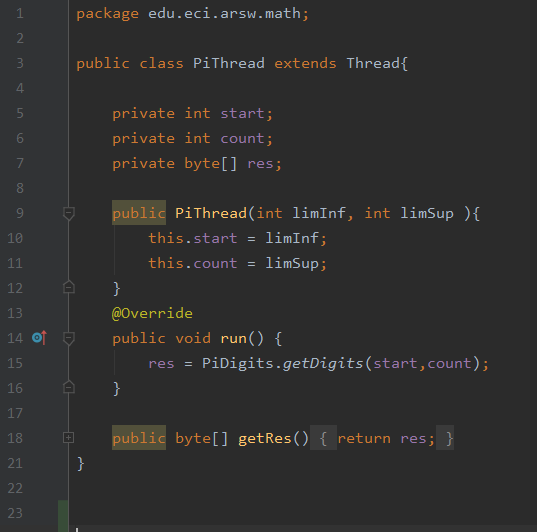 1 package edu.eci.arsw.math;
2
3 public class PiThread extends Thread{
4
5 private int start;
6 private int count;
7 private byte[] res;
8
9 public PiThread(int limInf, int limSup ){
10 this.start = limInf;
11 this.count = limSup;
12 }
13 @Override
14 public void run() {
15 res = PiDigits.getDigits(start,count);
16 }
17
18 public byte[] getRes() { return res; }
21 }
22
23